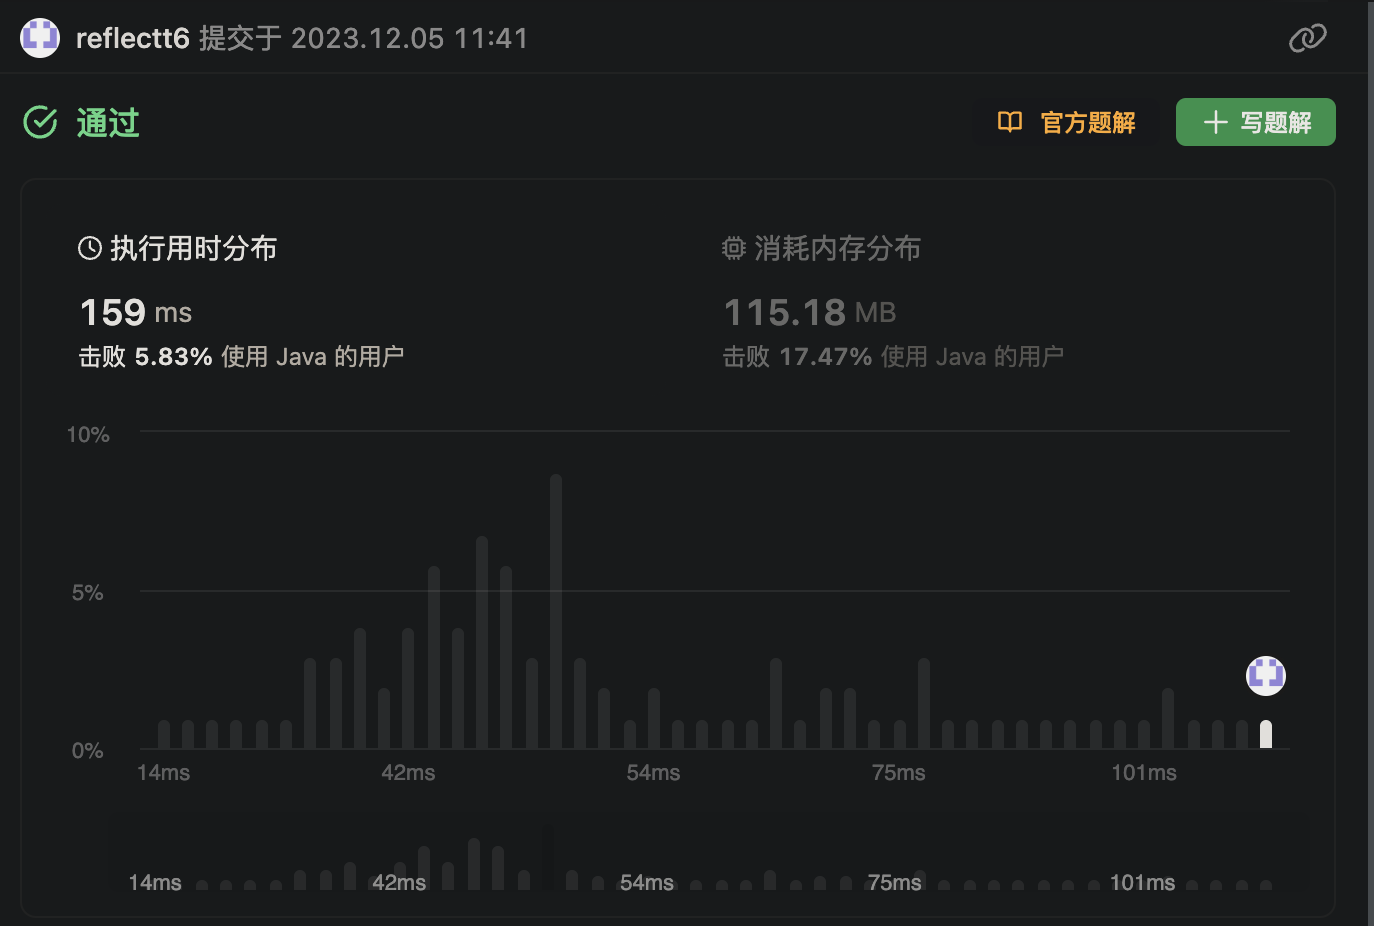 reflectt6 提交于 2023.12.05 11:41
通过
官方题解
写题解
执行用时分布
159 ms
击败 5.83% 使用 Java 的用户
消耗内存分布
115.18 MB
击败 17.47% 使用 Java 的用户
10%
5%
0%
14ms 42ms 54ms 75ms 101ms
14ms 42ms 54ms 75ms 101ms